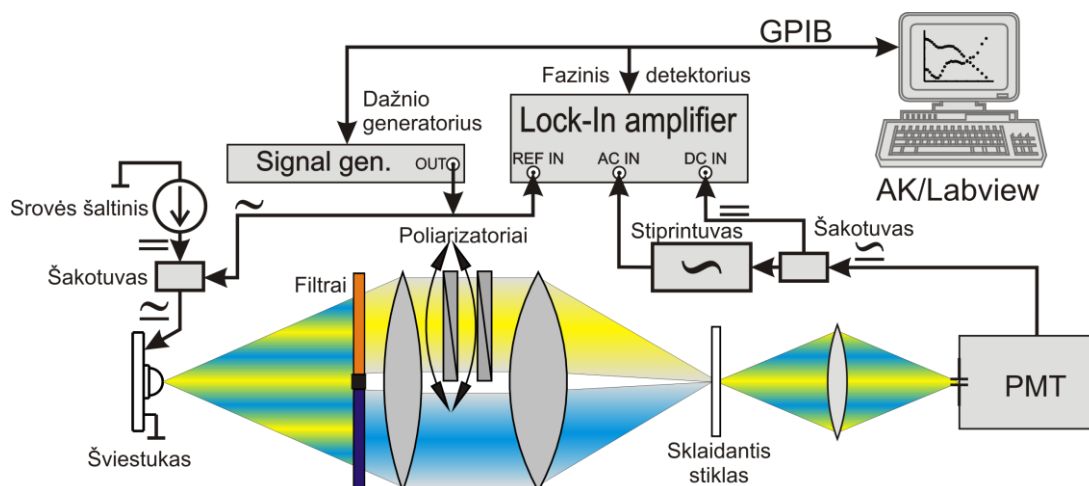 GPIB
Fazinis detektorius
Dažnio
generatorius
Lock-In amplifier
REF IN AC IN DC IN
Signal gen. OUT
AK/Labview
Srovės šaltinis
Šakotuvas
Poliarizatoriai
Stiprintuvas
Šakotuvas
Filtrai
PMT
Šviestukas
Sklaidantis
stiklas